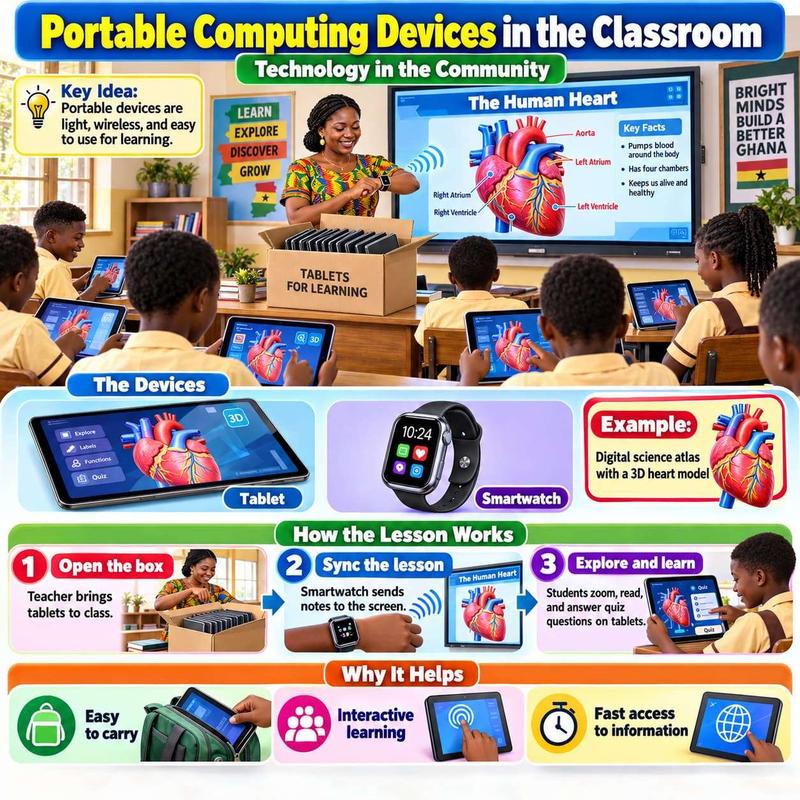 Portable Computing Devices in the Classroom
Technology in the Community
Key Idea:
Portable devices are
light, wireless, and easy
to use for learning.
LEARN
EXPLORE
DISCOVER
GROW
TABLETS
FOR LEARNING
The Human Heart
Aorta
Left Atrium
Right Atrium
Right Ventricle
Left Ventricle
Key Facts
• Pumps blood
around the body
• Has four chambers
• Keeps us alive and
healthy
BRIGHT
MINDS
BUILD A
BETTER
GHANA
3D
The Devices
Explore
Labels
Functions
Quiz
3D
Tablet
10:24
Smartwatch
Example:
Digital science atlas
with a 3D heart model
How the Lesson Works
1 Open the box
Teacher brings
tablets to class.
2 Sync the lesson
Smartwatch sends
notes to the screen.
The Human Heart
3 Explore and learn
Students zoom, read,
and answer quiz
questions on tablets.
Quiz
Quiz
Why It Helps
Easy
to carry
Interactive
learning
Fast access
to information